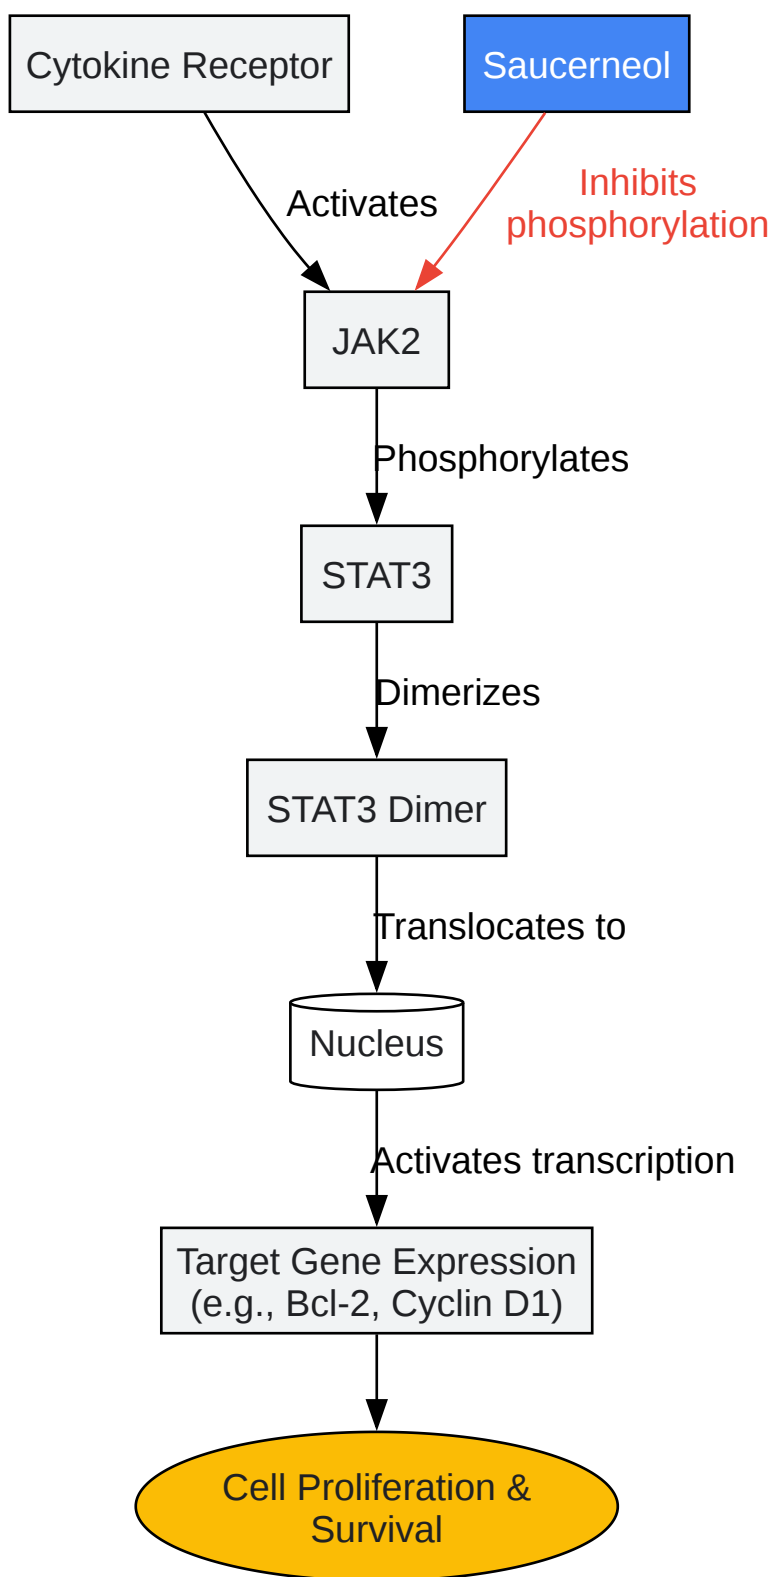 Cytokine Receptor
Saucerneol
Activates
Inhibits
phosphorylation
JAK2
Phosphorylates
STAT3
Dimerizes
STAT3 Dimer
Translocates to
Nucleus
Activates transcription
Target Gene Expression
(e.g., Bcl-2, Cyclin D1)
Cell Proliferation &
Survival